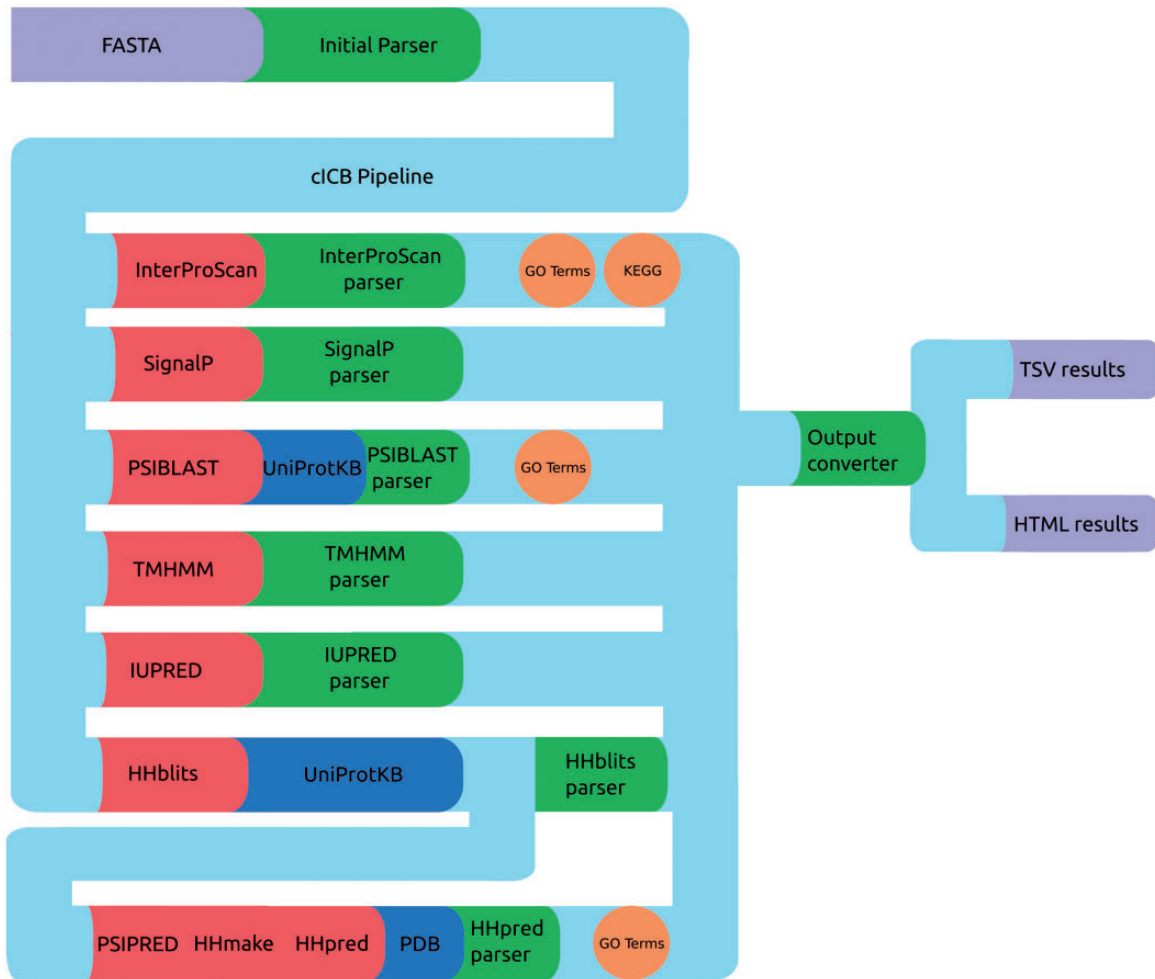 FASTA
Initial Parser
cICB Pipeline
InterProScan
InterProScan
parser
GO Terms
KEGG
SignalP
SignalP
parser
TSV results
PSIBLAST
UniProtKB
PSIBLAST
parser
GO Terms
Output
converter
HTML results
TMHMM
TMHMM
parser
IUPRED
IUPRED
parser
HHblits
UniProtKB
HHblits
parser
PSIPRED HHmake HHpred
PDB
HHpred
parser
GO Terms